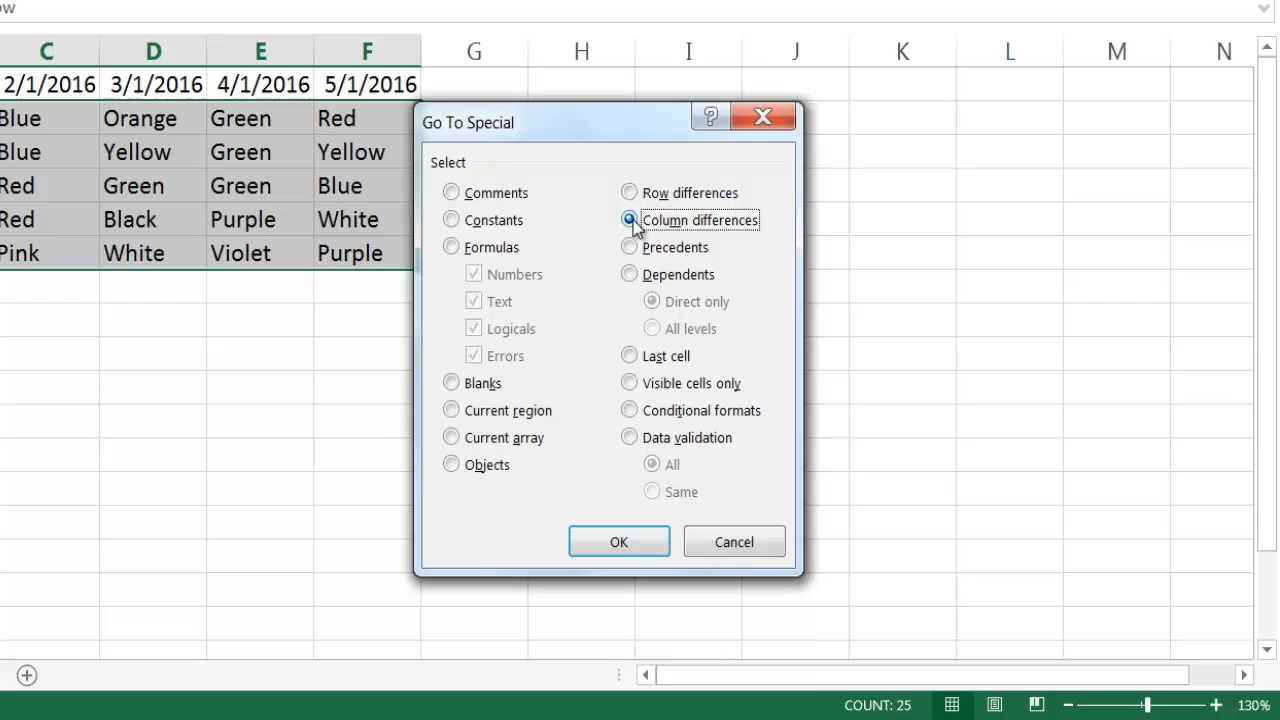 ow
C D E F G H I J K L M N
2/1/2016 3/1/2016 4/1/2016 5/1/2016
Blue Orange Green Red
Blue Yellow Green Yellow
Red Green Green Blue
Red Black Purple White
Pink White Violet Purple
Go To Special
?
Select
Comments
Constants
Formulas
Numbers
Text
Logicals
Errors
Blanks
Current region
Current array
Objects
Row differences
Column differences
Precedents
Dependents
Direct only
All levels
Last cell
Visible cells only
Conditional formats
Data validation
All
Same
OK Cancel
COUNT: 25 130%